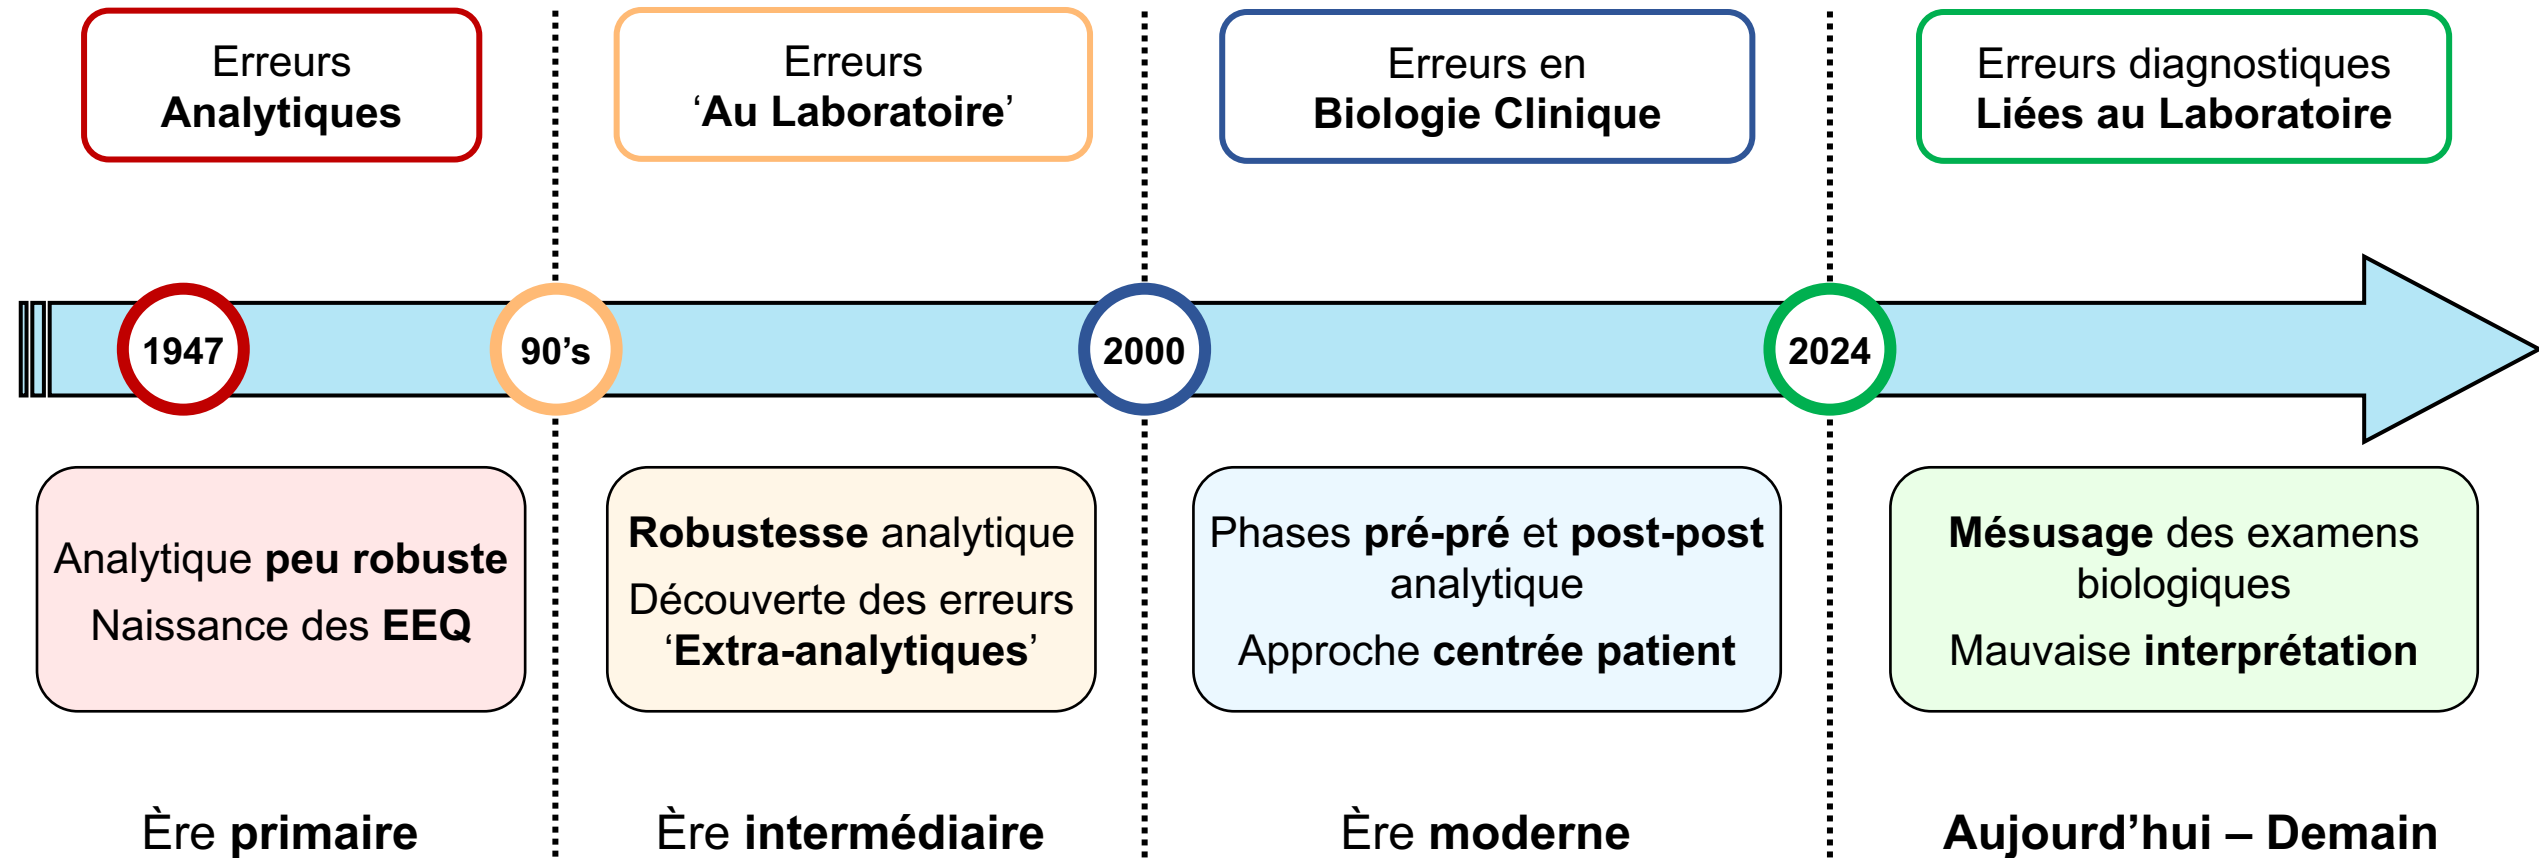 Erreurs
Analytiques
Erreurs
‘Au Laboratoire’
Erreurs en
Biologie Clinique
Erreurs diagnostiques
Liées au Laboratoire
1947
90’s
2000
2024
Analytique peu robuste
Naissance des EEQ
Robustesse analytique
Découverte des erreurs
‘Extra-analytiques’
Phases pré-pré et post-post
analytique
Approche centrée patient
Mésusage des examens
biologiques
Mauvaise interprétation
Ère primaire
Ère intermédiaire
Ère moderne
Aujourd’hui – Demain